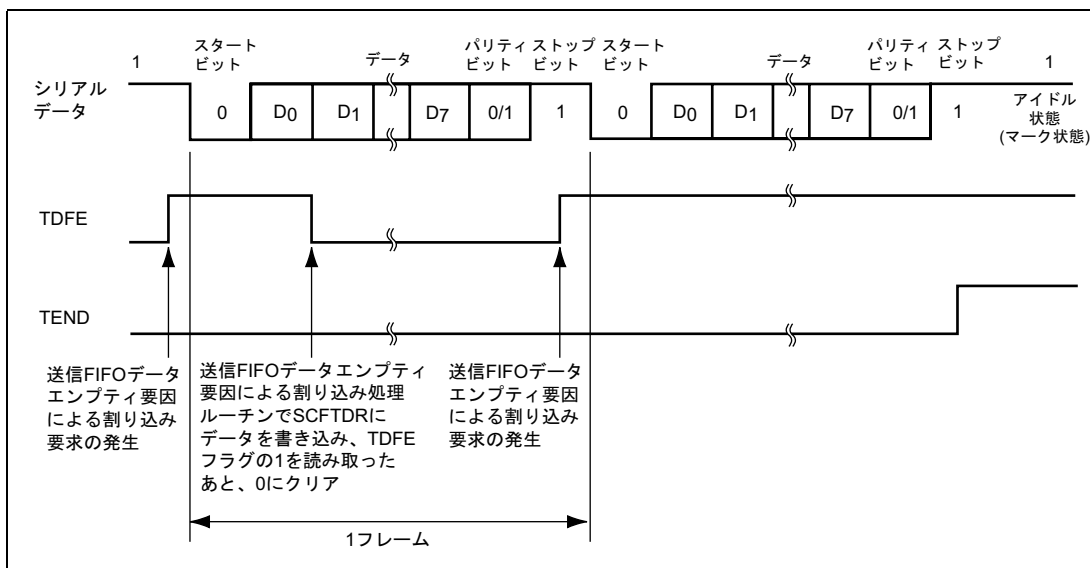 1
スタート
ビット
データ
パリティ
ビット
ストップ
ビット
スタート
ビット
データ
パリティ
ビット
ストップ
ビット
1
シリアル
データ
0
D0
D1
D7
0/1
1
0
D0
D1
D7
0/1
1
アイドル
状態
(マーク状態)
TDFE
TEND
送信FIFOデータ
エンプティ要因
による割り込み
要求の発生
送信FIFOデータエンプティ
要因による割り込み処理
ルーチンでSCFTDRに
データを書き込み、TDFE
フラグの1を読み取った
あと、0にクリア
送信FIFOデータ
エンプティ要因
による割り込み
要求の発生
1フレーム